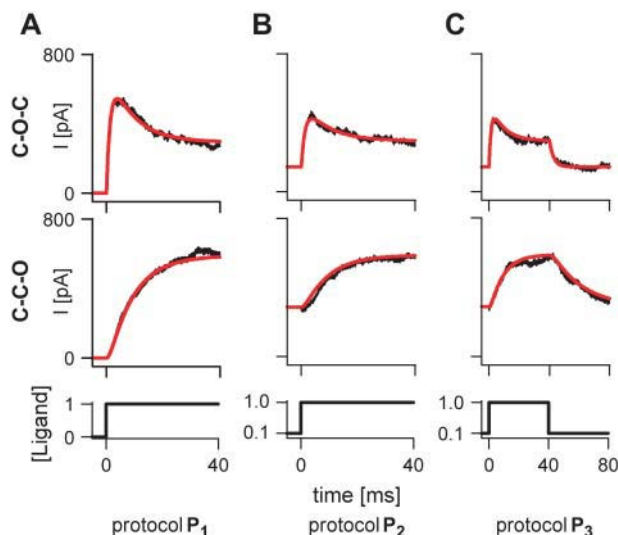 A B C
C-O-C
I [pA]
800
0
C-C-O
I [pA]
800
0
[Ligand]
1
0
1.0
0.1
1.0
0.1
0 40 0 40 0 40 80
time [ms]
protocol P1 protocol P2 protocol P3